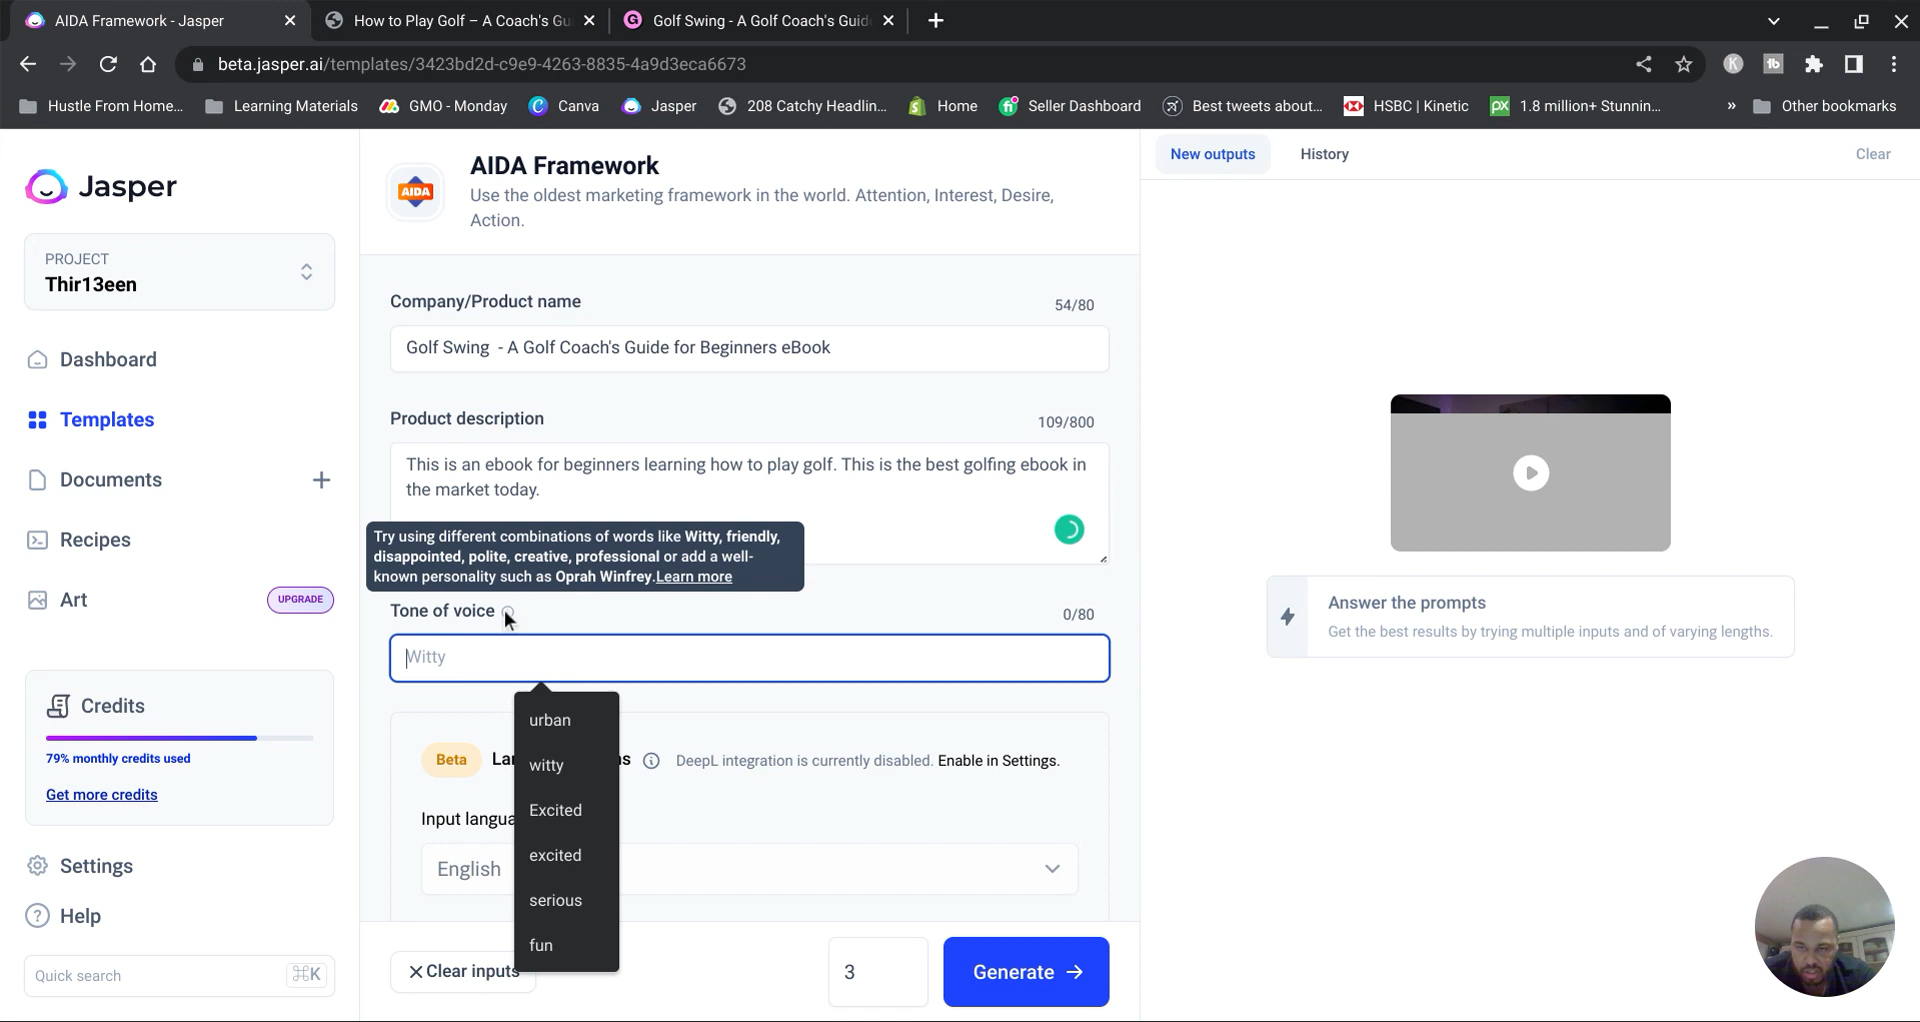 AIDA Framework - Jasper
How to Play Golf – A Coach's Gu
Golf Swing - A Golf Coach's Guid
beta.jasper.ai/templates/3423bd2d-c9e9-4263-8835-4a9d3eca6673
Hustle From Home...
Learning Materials
GMO - Monday
Canva
Jasper
208 Catchy Headlin...
Home
Seller Dashboard
Best tweets about...
HSBC | Kinetic
px
1.8 million+ Stunnin...
»
Other bookmarks
Jasper
PROJECT
Thir13een
Dashboard
Templates
Documents
Recipes
Art
UPGRADE
Credits
79% monthly credits used
Get more credits
Settings
Help
Quick search
⌘K
AIDA
AIDA Framework
Use the oldest marketing framework in the world. Attention, Interest, Desire,
Action.
Company/Product name
54/80
Golf Swing  - A Golf Coach's Guide for Beginners eBook
Product description
109/800
This is an ebook for beginners learning how to play golf. This is the best golfing ebook in
the market today.
Try using different combinations of words like Witty, friendly,
disappointed, polite, creative, professional or add a well-
known personality such as Oprah Winfrey.Learn more
Tone of voice
0/80
Witty
urban
witty
Excited
excited
serious
fun
Beta
DeepL integration is currently disabled. Enable in Settings.
English
Clear inputs
3
Generate →
New outputs
History
Clear
Answer the prompts
Get the best results by trying multiple inputs and of varying lengths.